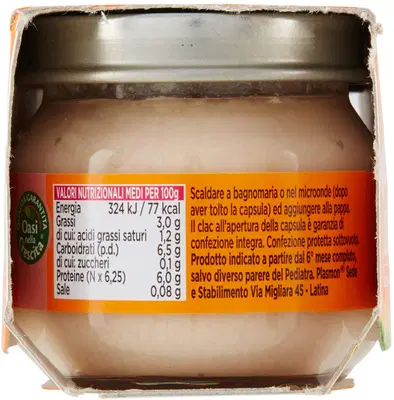 GARANTITA
Oasi
nella
crescita
VALORI NUTRIZIONALI MEDI PER 100g
Energia 324 kJ / 77 kcal
Grassi 3,0 g
di cui: acidi grassi saturi 1,2 g
Carboidrati (p.d.) 6,5 g
di cui: zuccheri 0,1 g
Proteine (N x 6,25) 6,0 g
Sale 0,08 g
Scaldare a bagnomaria o nel microonde (dopo
aver tolto la capsula) ed aggiungere alla pappa.
Il clac all'apertura della capsula è garanzia di
confezione integra. Confezione protetta sottovuoto.
Prodotto indicato a partire dal 6° mese compiuto,
salvo diverso parere del Pediatra. Plasmon® Sede
e Stabilimento Via Migliara 45 - Latina